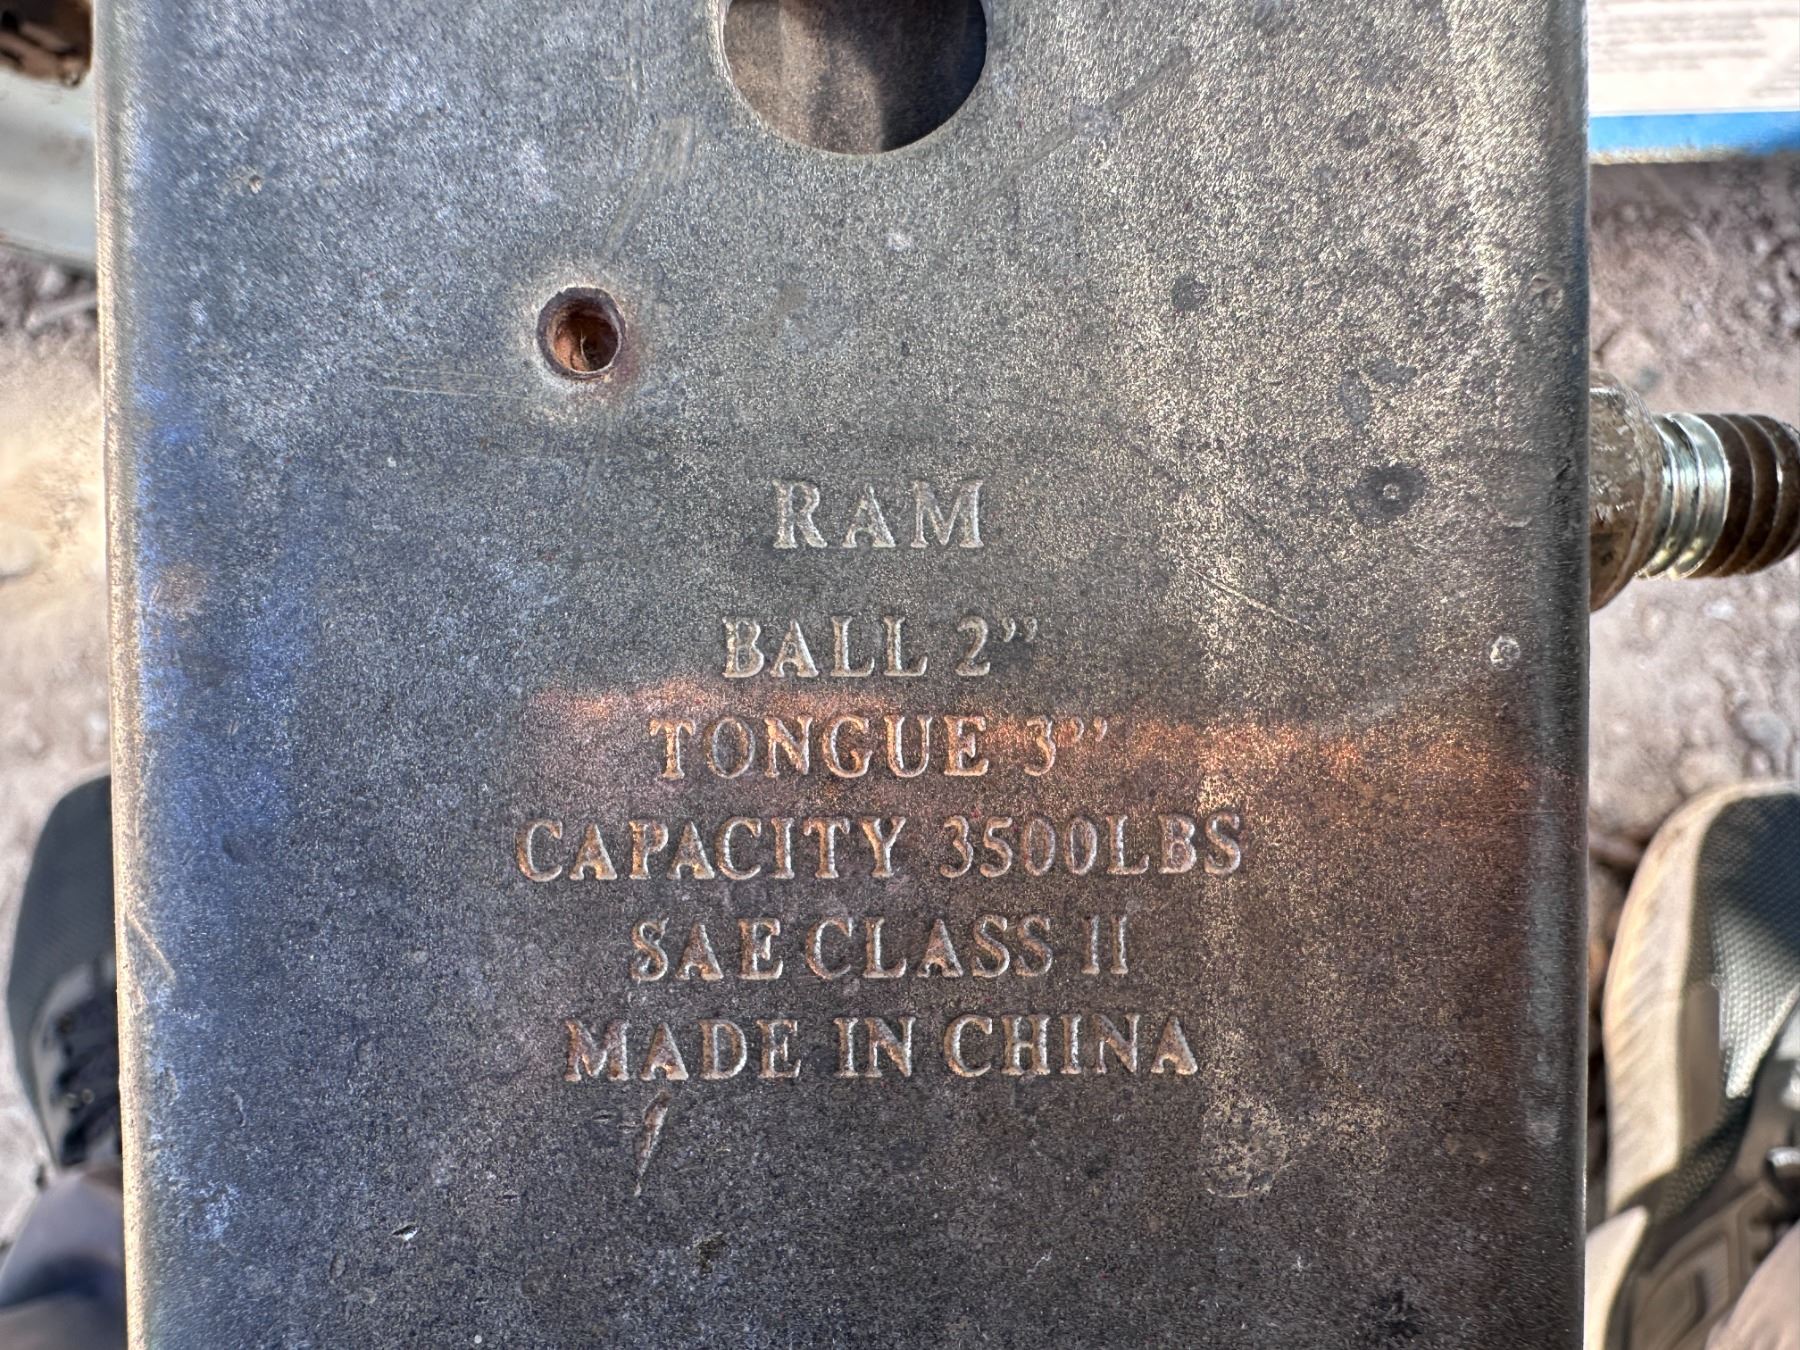 RAM
BALL 2”
TONGUE 3”
CAPACITY 3500LBS
SAE CLASS II
MADE IN CHINA